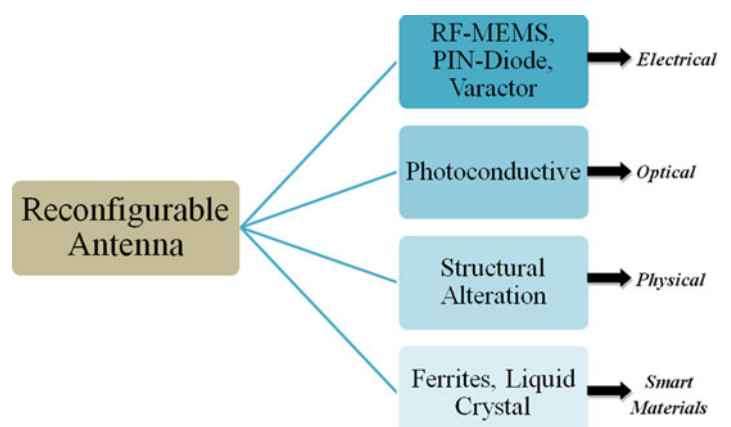 RF-MEMS,
PIN-Diode,
Varactor
Electrical
Photoconductive
Optical
Reconfigurable
Antenna
Structural
Alteration
Physical
Ferrites, Liquid
Crystal
Smart
Materials